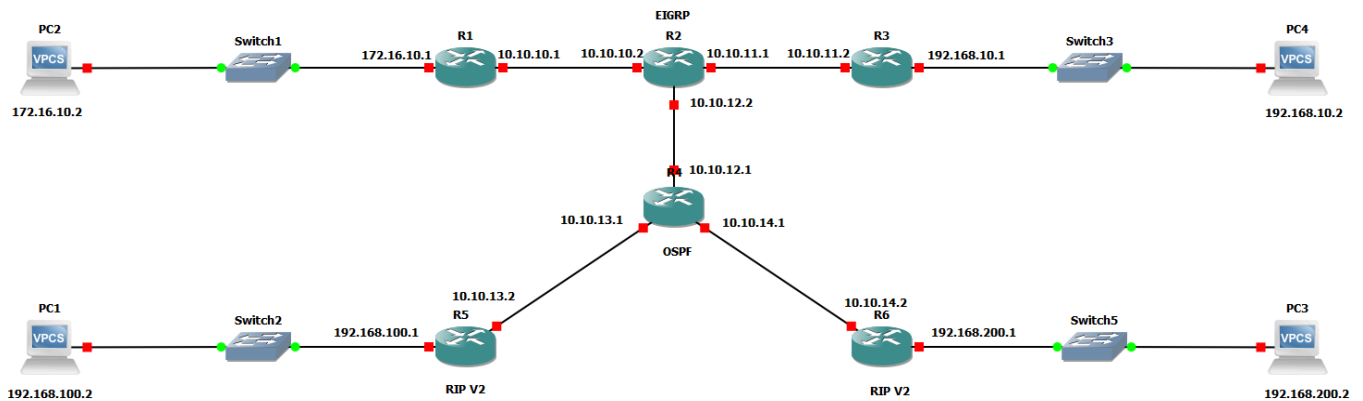 EIGRP
PC2
Switch1
R1
R2
R3
Switch3
PC4
172.16.10.1
10.10.10.1
10.10.10.2
10.10.11.1
10.10.11.2
192.168.10.1
VPCS
VPCS
172.16.10.2
10.10.12.2
192.168.10.2
10.10.12.1
R4
10.10.13.1
10.10.14.1
OSPF
10.10.13.2
10.10.14.2
PC1
Switch2
192.168.100.1
R5
R6
192.168.200.1
Switch5
PC3
VPCS
VPCS
192.168.100.2
RIP V2
RIP V2
192.168.200.2